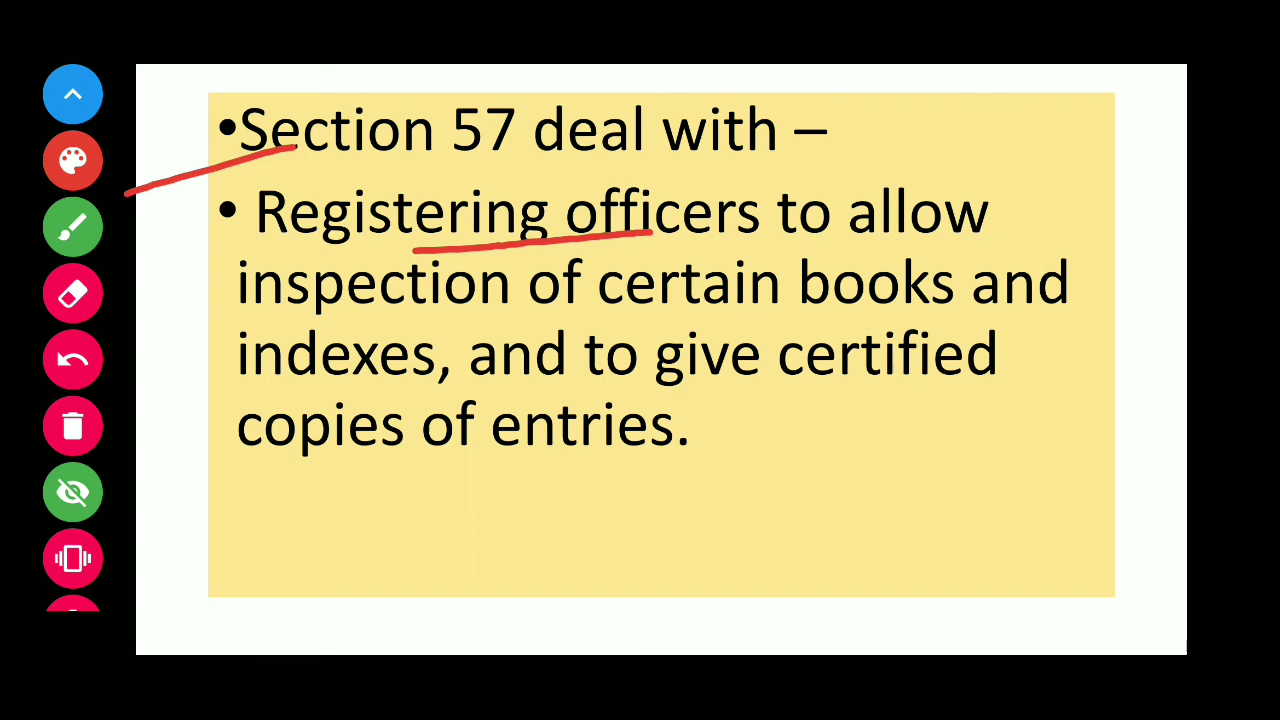 •Section 57 deal with –
• Registering officers to allow
inspection of certain books and
indexes, and to give certified
copies of entries.